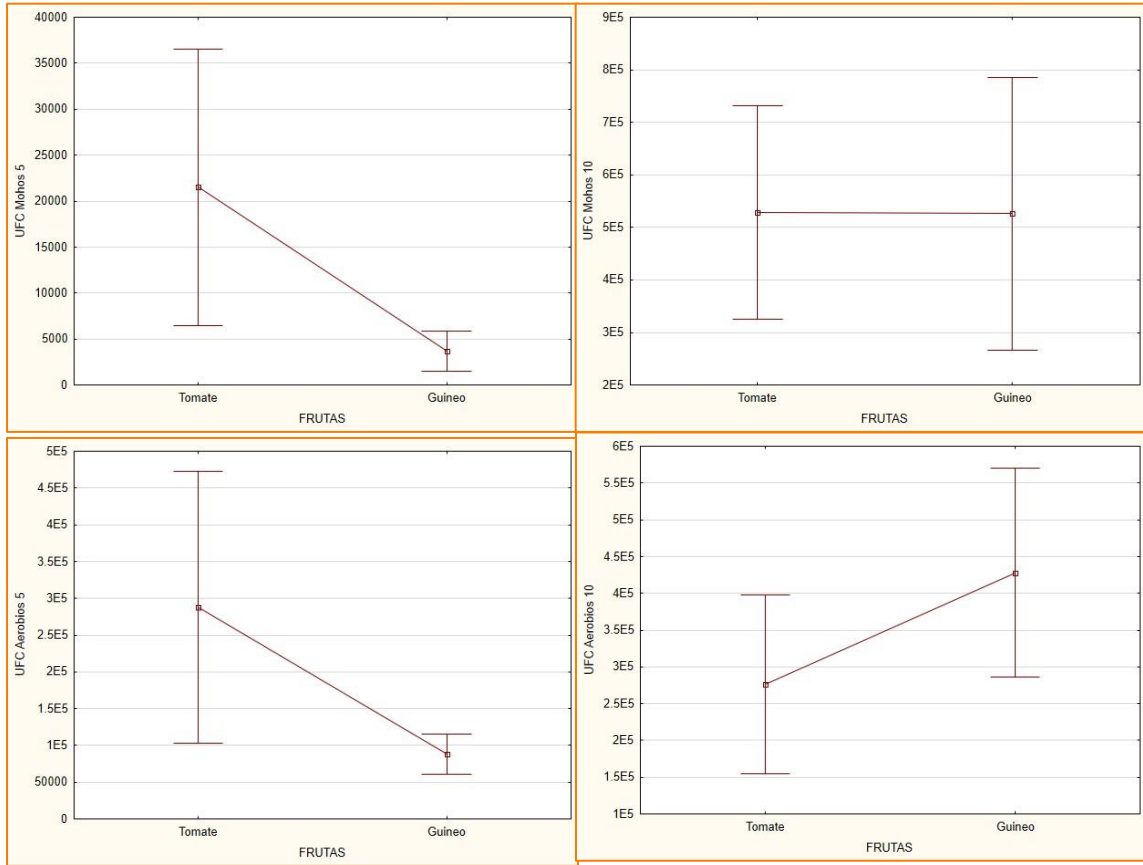 40000
35000
30000
25000
20000
15000
10000
5000
0
UFC Mohos 5
Tomate Guineo
FRUTAS
9E5
8E5
7E5
6E5
5E5
4E5
3E5
2E5
UFC Mohos 10
Tomate Guineo
FRUTAS
5E5
4.5E5
4E5
3.5E5
3E5
2.5E5
2E5
1.5E5
1E5
50000
0
UFC Aerobios 5
Tomate Guineo
FRUTAS
6E5
5.5E5
5E5
4.5E5
4E5
3.5E5
3E5
2.5E5
2E5
1.5E5
1E5
UFC Aerobios 10
Tomate Guineo
FRUTAS